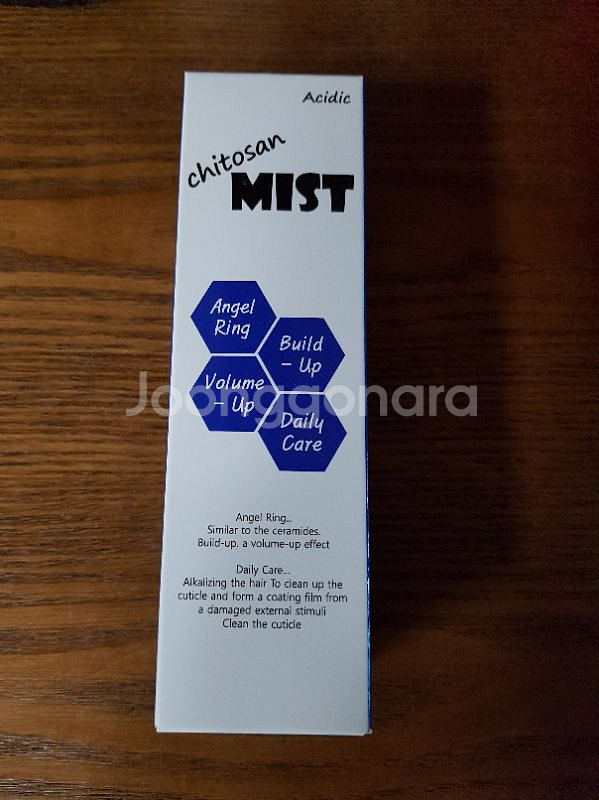 Acidic
chitosan
MIST
Angel
Ring
Build
- Up
Volume
- Up
Daily
Care
Joonggonara
Angel Ring...
Similar to the ceramides.
Build-up, a volume-up effect
Daily Care...
Alkalizing the hair To clean up the
cuticle and form a coating film from
a damaged external stimuli
Clean the cuticle